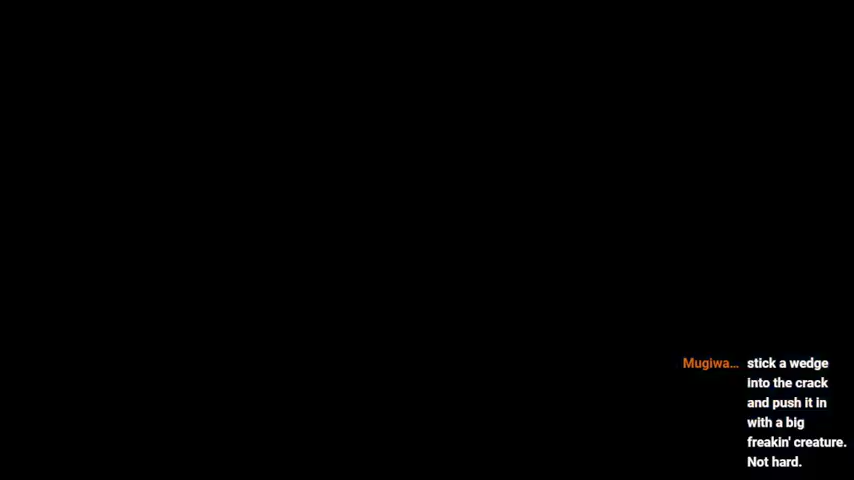 Mugiwa... stick a wedge
into the crack
and push it in
with a big
freakin' creature.
Not hard.